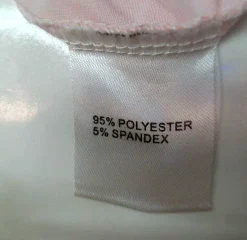 95% POLYESTER
5% SPANDEX